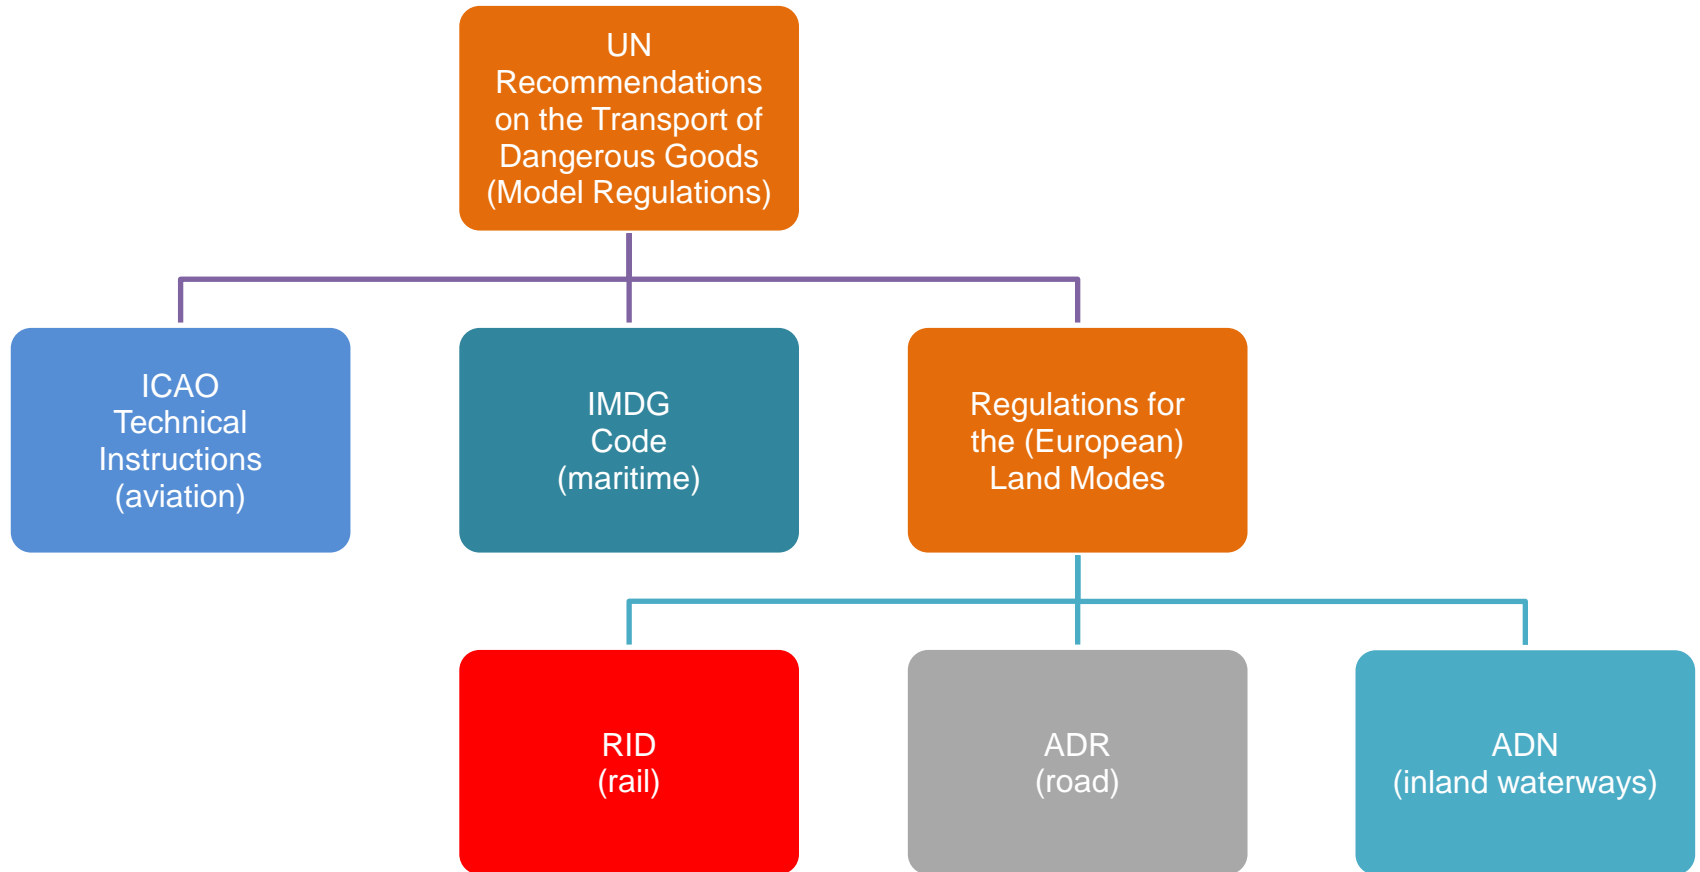 UN
Recommendations
on the Transport of
Dangerous Goods
(Model Regulations)
ICAO
Technical
Instructions
(aviation)
IMDG
Code
(maritime)
Regulations for
the (European)
Land Modes
RID
(rail)
ADR
(road)
ADN
(inland waterways)